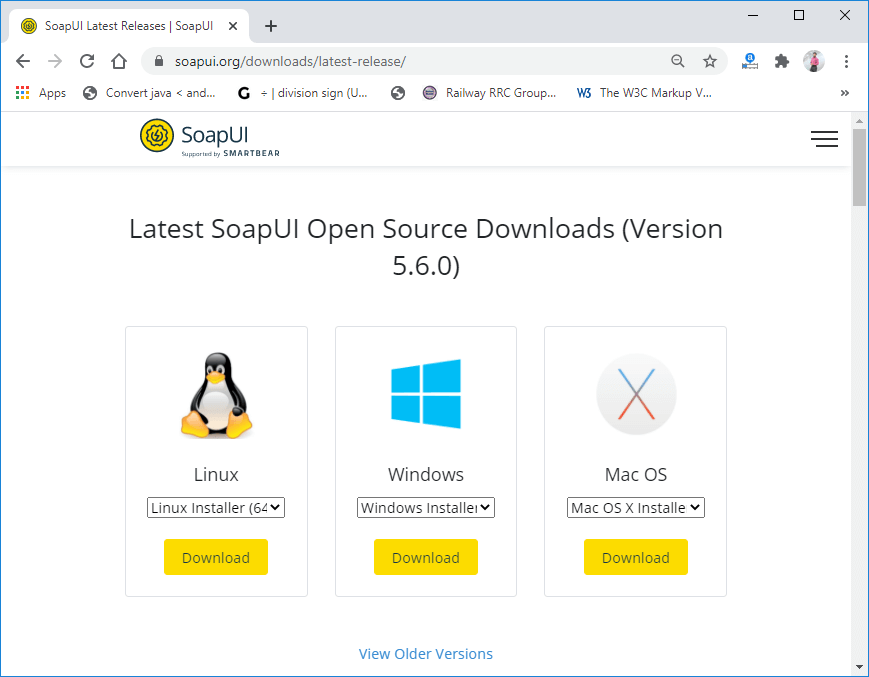 SoapUI Latest Releases | SoapUI
soapui.org/downloads/latest-release/
Apps Convert java < and... G ÷ | division sign (U... Railway RRC Group... W3 The W3C Markup V... »
SoapUI
Supported by SMARTBEAR
Latest SoapUI Open Source Downloads (Version
5.6.0)
Linux Windows Mac OS
Linux Installer (64 Windows Installer Mac OS X Installe
Download Download Download
View Older Versions